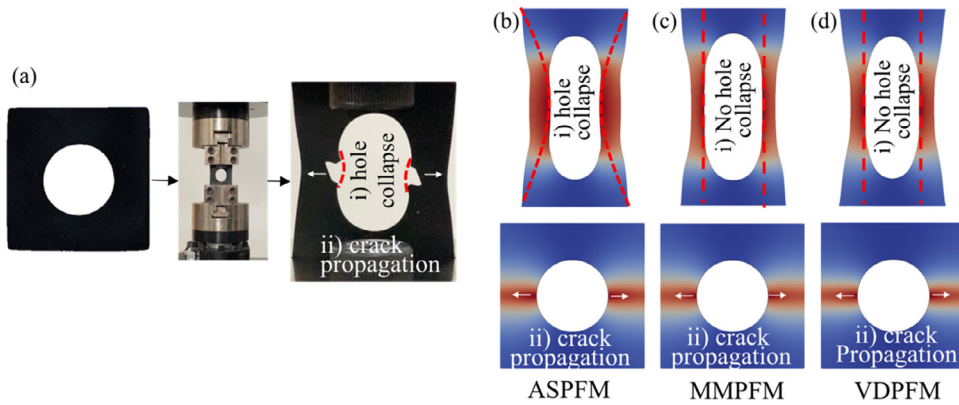 (a)
i) hole
collapse
ii) crack
propagation
(b)
i) hole
collapse
ii) crack
propagation
ASPFM
(c)
i) No hole
collapse
ii) crack
propagation
MMPFM
(d)
i) No hole
collapse
ii) crack
Propagation
VDPFM